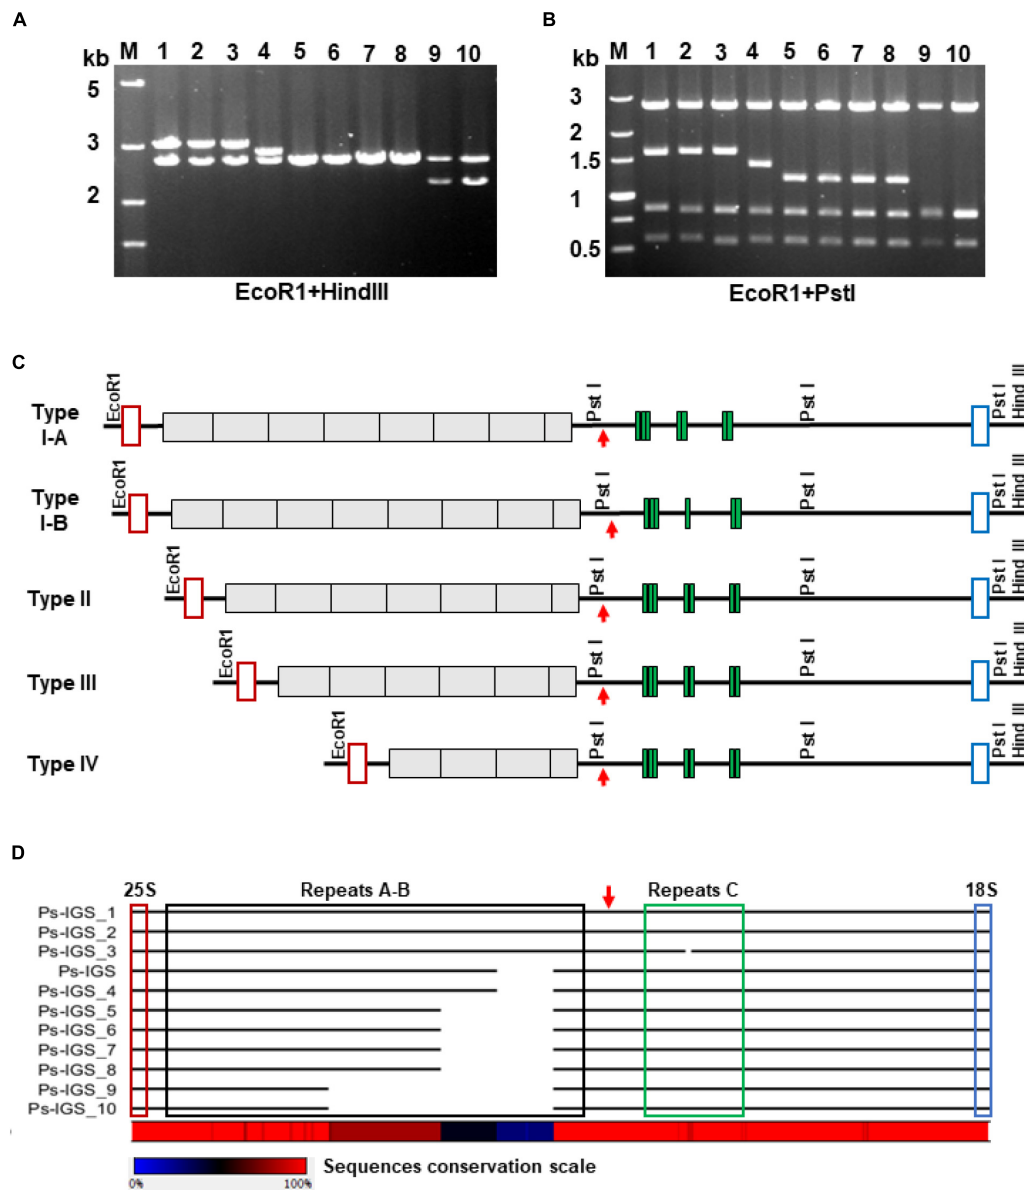 A
kb M 1 2 3 4 5 6 7 8 9 10
5
3
2
EcoR1+HindIII
B
kb M 1 2 3 4 5 6 7 8 9 10
3
2
1.5
1
0.5
EcoR1+PstI
C
Type I-A
EcoR1 Pst I Pst I Pst I Hind III
Type I-B
EcoR1 Pst I Pst I Pst I Hind III
Type II
EcoR1 Pst I Pst I Pst I Hind III
Type III
EcoR1 Pst I Pst I Pst I Hind III
Type IV
EcoR1 Pst I Pst I Pst I Hind III
D
25S Repeats A-B Repeats C 18S
Ps-IGS_1
Ps-IGS_2
Ps-IGS_3
Ps-IGS
Ps-IGS_4
Ps-IGS_5
Ps-IGS_6
Ps-IGS_7
Ps-IGS_8
Ps-IGS_9
Ps-IGS_10
Sequences conservation scale
0% 100%